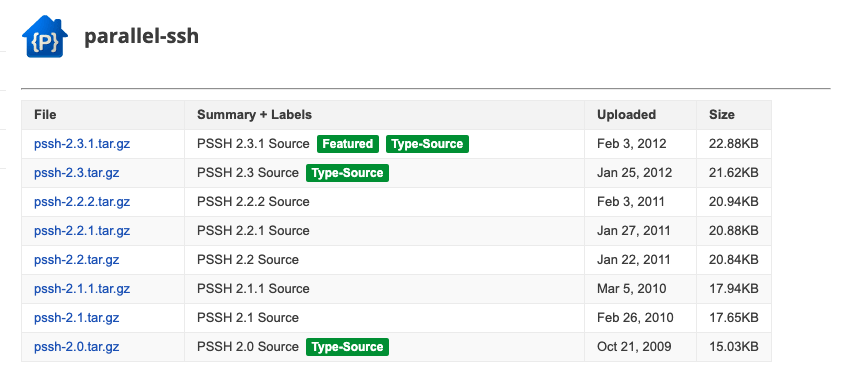 {P} parallel-ssh
File Summary + Labels Uploaded Size
pssh-2.3.1.tar.gz PSSH 2.3.1 Source Featured Type-Source Feb 3, 2012 22.88KB
pssh-2.3.tar.gz PSSH 2.3 Source Type-Source Jan 25, 2012 21.62KB
pssh-2.2.2.tar.gz PSSH 2.2.2 Source Feb 3, 2011 20.94KB
pssh-2.2.1.tar.gz PSSH 2.2.1 Source Jan 27, 2011 20.88KB
pssh-2.2.tar.gz PSSH 2.2 Source Jan 22, 2011 20.84KB
pssh-2.1.1.tar.gz PSSH 2.1.1 Source Mar 5, 2010 17.94KB
pssh-2.1.tar.gz PSSH 2.1 Source Feb 26, 2010 17.65KB
pssh-2.0.tar.gz PSSH 2.0 Source Type-Source Oct 21, 2009 15.03KB